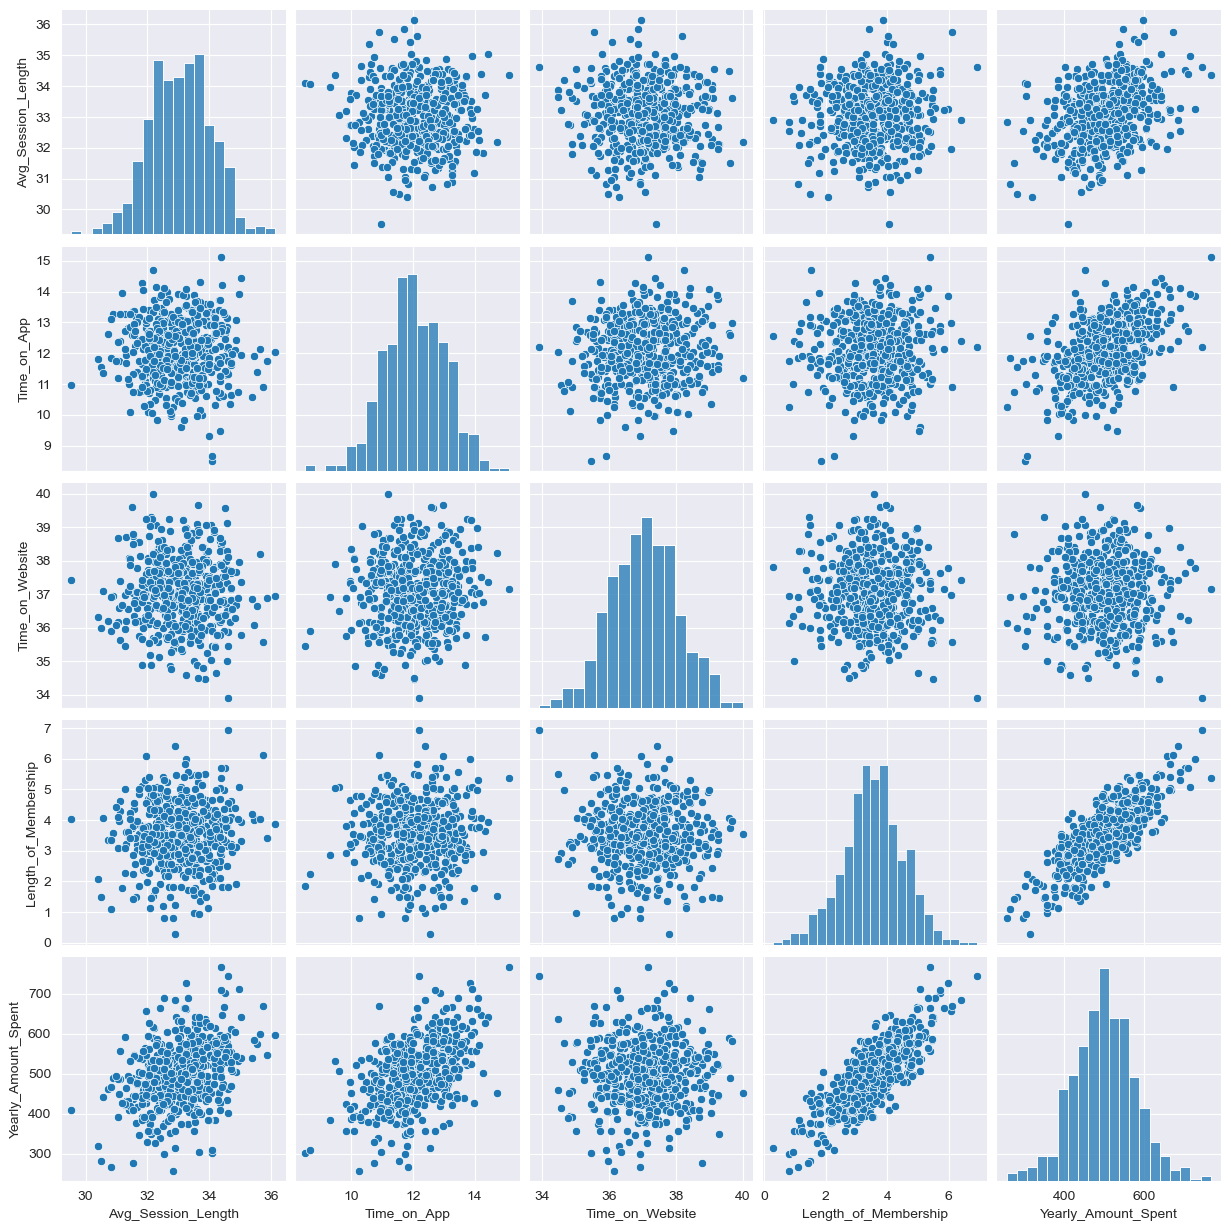 36
35
34
33
32
31
30
Avg_Session_Length
15
14
13
12
11
10
9
Time_on_App
40
39
38
37
36
35
34
Time_on_Website
7
6
5
4
3
2
1
0
Length_of_Membership
700
600
500
400
300
Yearly_Amount_Spent
30 32 34 36
10 12 14
34 36 38 40
0 2 4 6
400 600
Avg_Session_Length
Time_on_App
Time_on_Website
Length_of_Membership
Yearly_Amount_Spent